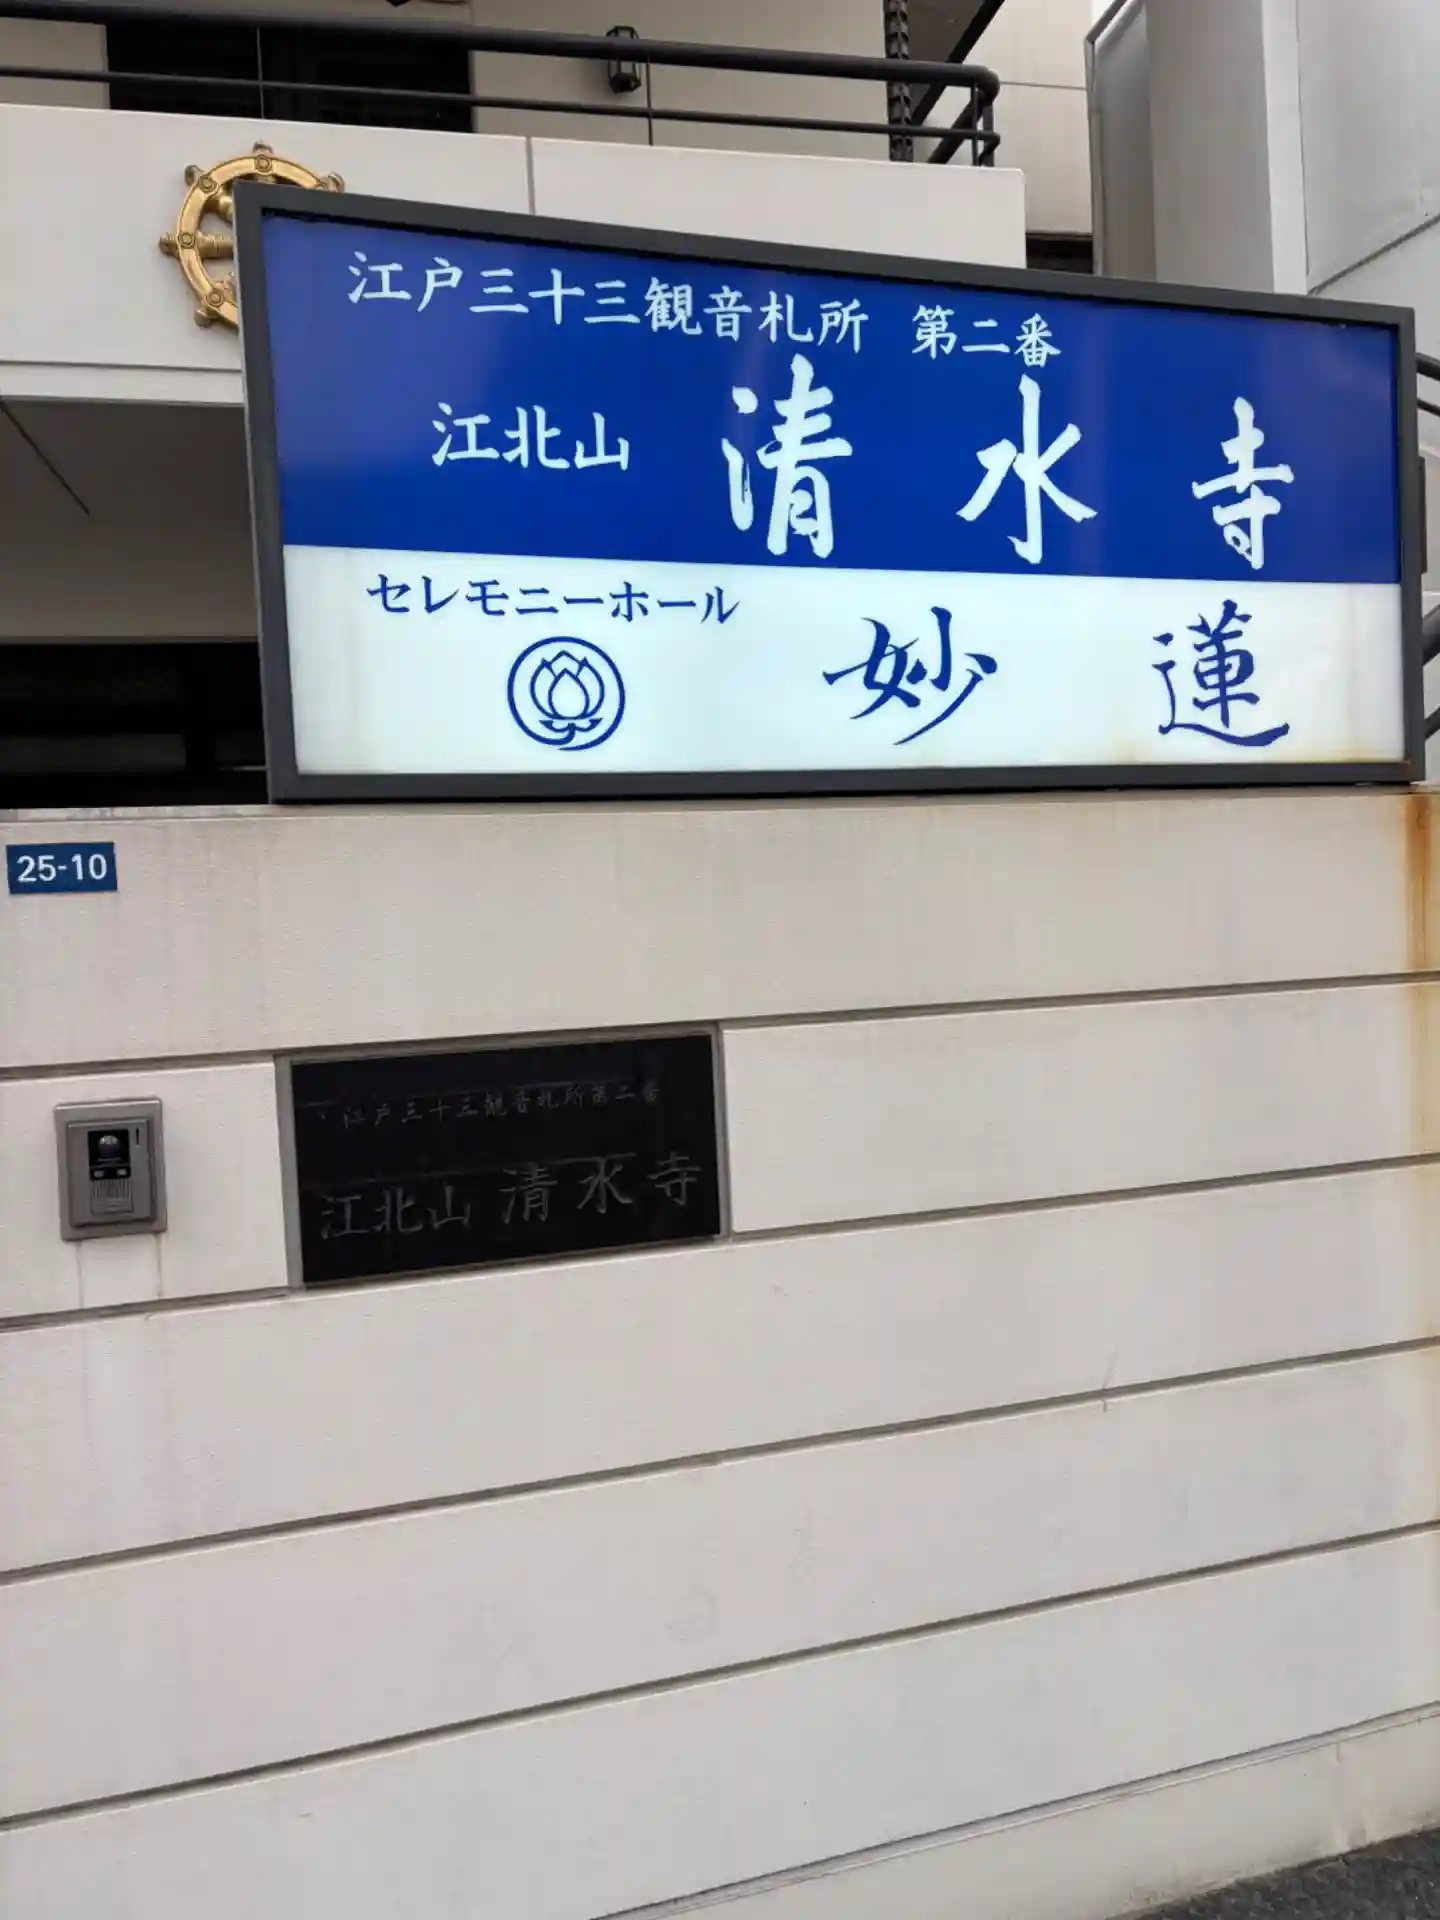 江戸三十三観音札所 第二番
江北山 清水寺
セレモニーホール
妙蓮
25-10
江戸三十三観音札所第二番
江北山 清水寺